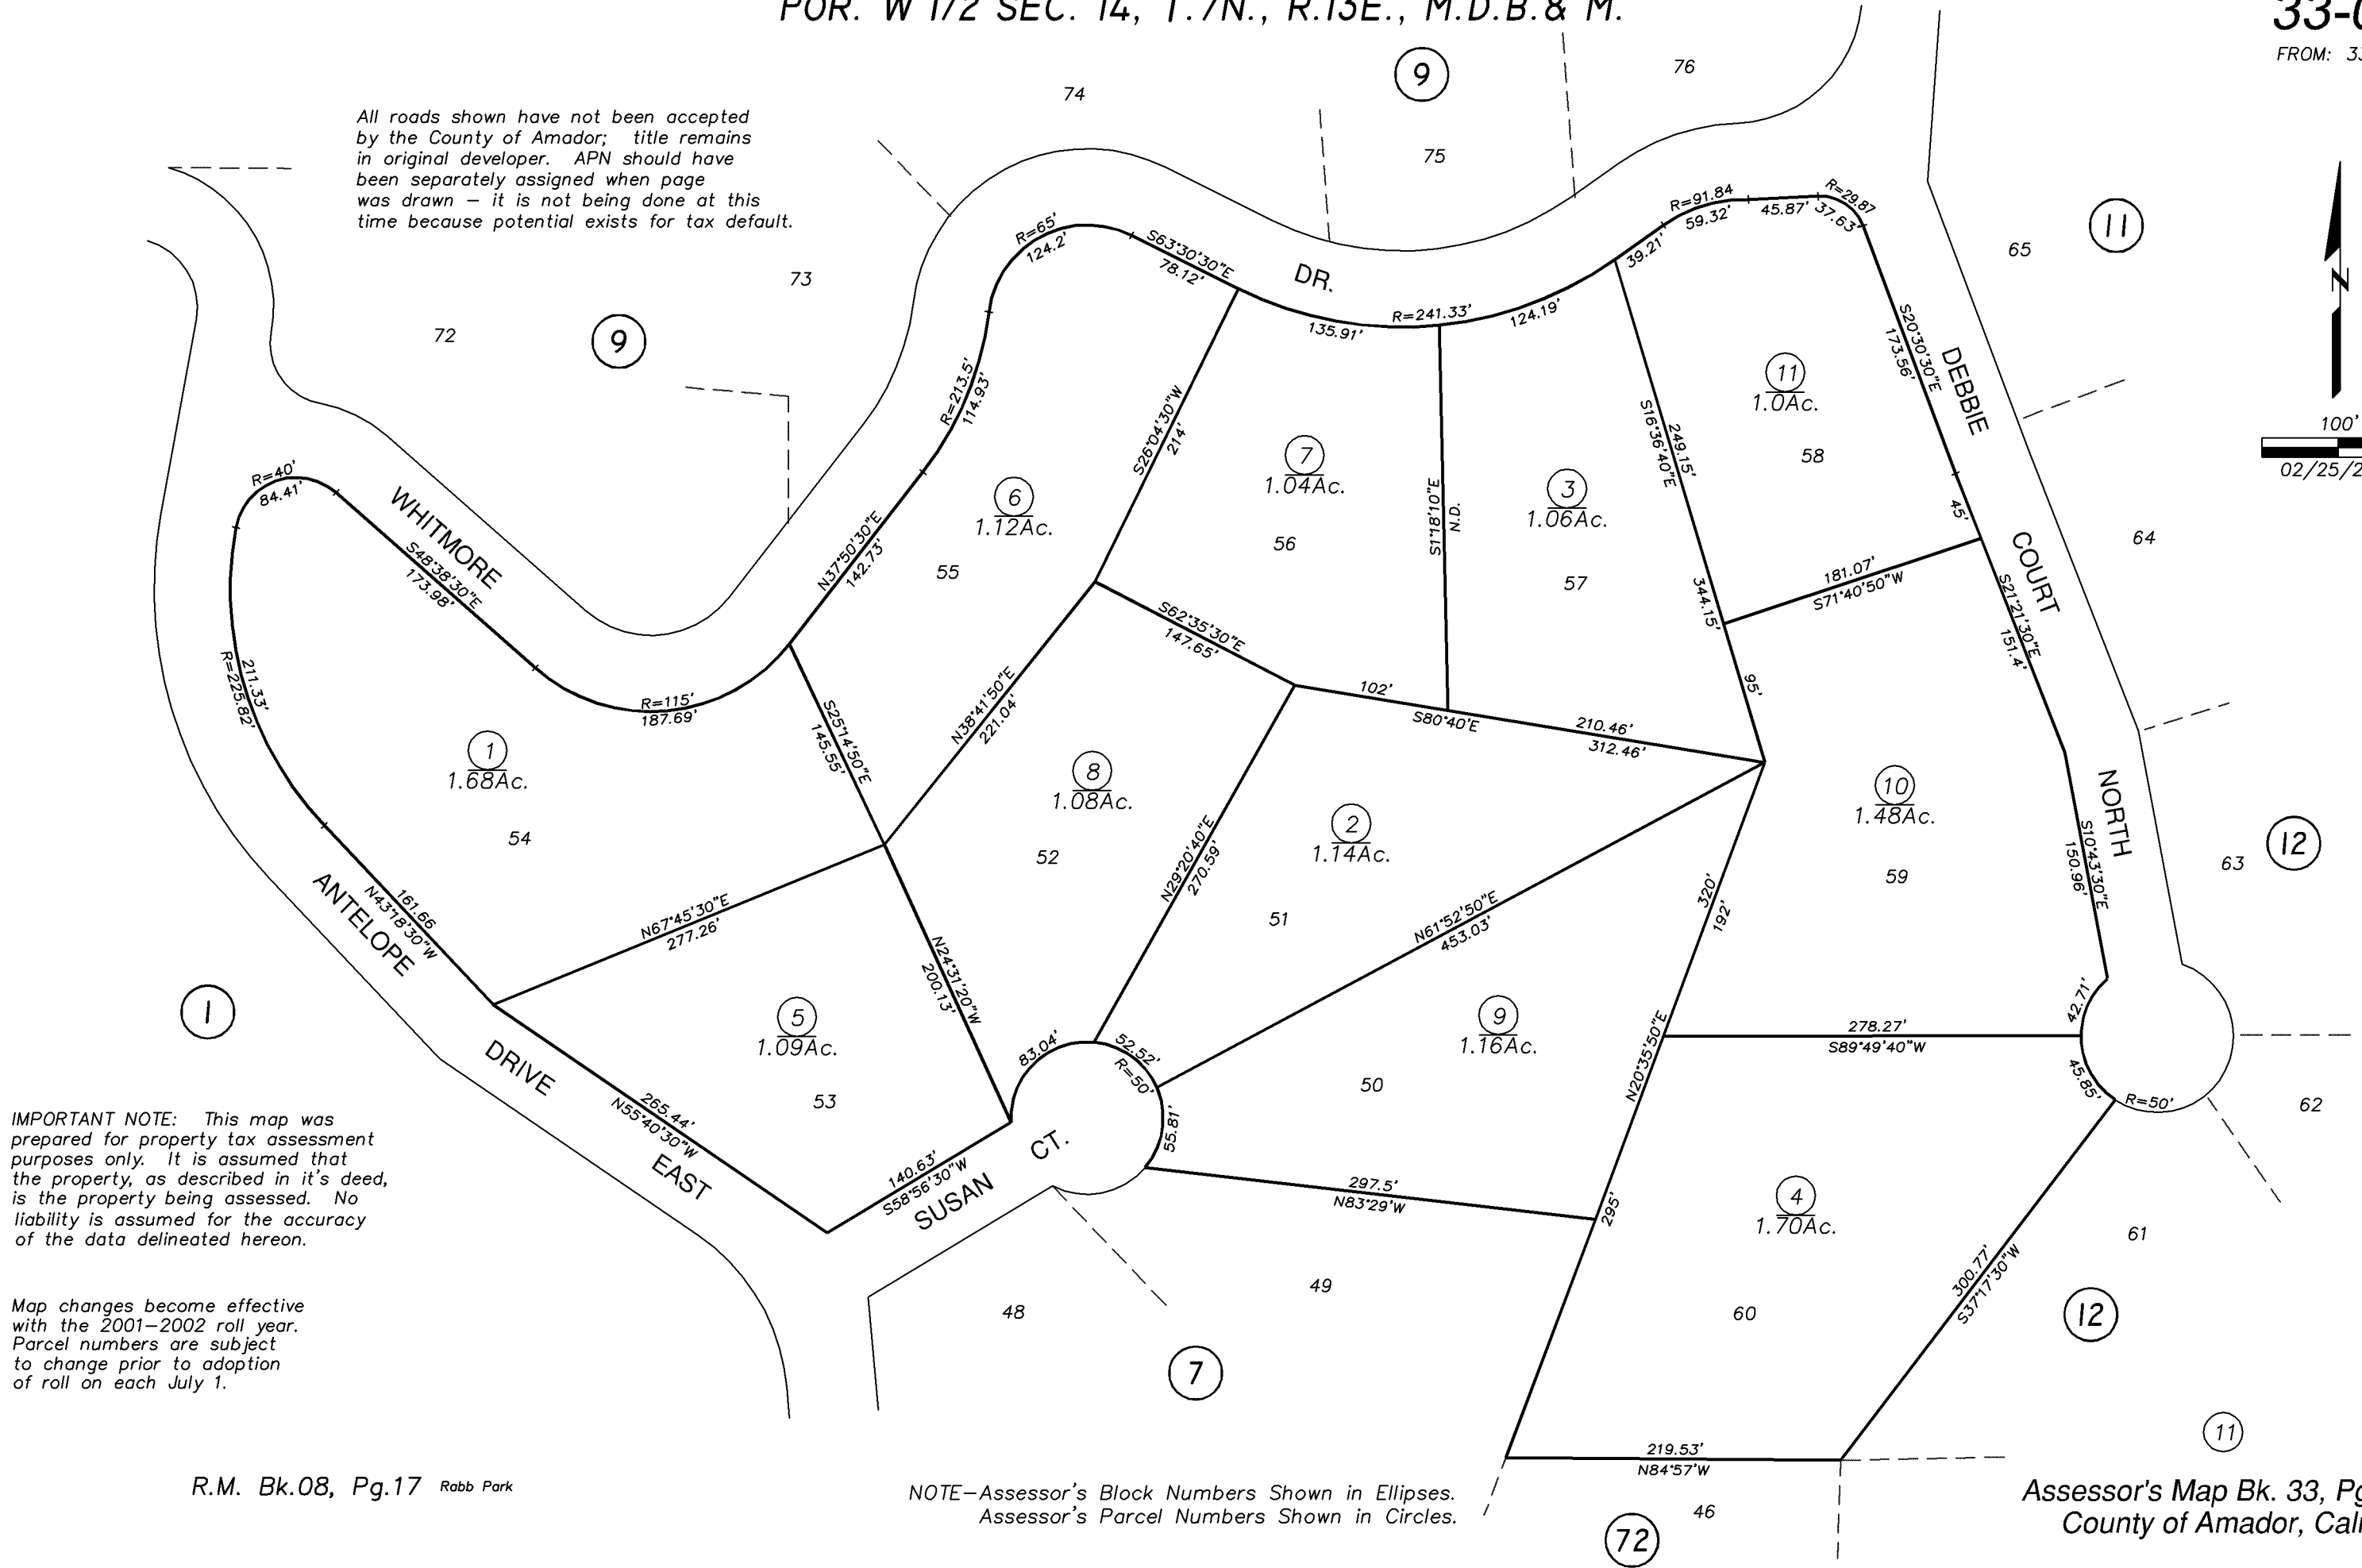 POR. W 1/2 SEC. 14, T.7N., R.13E., M.D.B.& M.
33-
FROM: 33
All roads shown have not been accepted
by the County of Amador; title remains
in original developer. APN should have
been separately assigned when page
was drawn – it is not being done at this
time because potential exists for tax default.
74
9
76
75
73
72
9
65
11
N
100'
02/25/2
R=65'
124.2'
S63°30'30"E
78.12'
DR.
R=241.33'
135.91'
124.19'
39.21'
R=91.84
59.32'
45.87'
R=29.87
37.63'
S20°30'30"E
173.56'
DEBBIE
45'
COURT
64
R=213.5'
114.93'
S26°04'30"W
214'
7
1.04Ac.
56
S1°18'10"E
N.D.
3
1.06Ac.
57
S16°36'40"E
249.15'
344.15'
95'
11
1.0Ac.
58
181.07'
S71°40'50"W
S21°21'30"E
151.4'
R=40'
84.41'
WHITMORE
S48°38'30"E
173.98'
N37°50'30"E
142.73'
6
1.12Ac.
55
211.33'
R=225.82'
R=115'
187.69'
1
1.68Ac.
54
S25°14'50"E
145.55'
N38°41'50"E
221.04'
S62°35'30"E
147.65'
102'
S80°40'E
210.46'
312.46'
8
1.08Ac.
52
N29°20'40"E
270.59'
2
1.14Ac.
51
N61°52'50"E
453.03'
320'
192'
10
1.48Ac.
59
NORTH
S10°43'30"E
150.96'
63
12
161.66
N43°18'30"W
ANTELOPE
N67°45'30"E
277.26'
N24°31'20"W
200.13'
1
5
1.09Ac.
53
83.04'
52.52'
R=50'
55.81'
9
1.16Ac.
50
N20°35'50"E
278.27'
S89°49'40"W
42.71'
45.85'
R=50'
62
DRIVE
265.44'
N55°40'30"W
EAST
140.63'
S58°56'30"W
SUSAN
CT.
297.5'
N83°29'W
295'
4
1.70Ac.
60
300.77'
S37°17'30"W
61
12
IMPORTANT NOTE: This map was
prepared for property tax assessment
purposes only. It is assumed that
the property, as described in it's deed,
is the property being assessed. No
liability is assumed for the accuracy
of the data delineated hereon.
Map changes become effective
with the 2001–2002 roll year.
Parcel numbers are subject
to change prior to adoption
of roll on each July 1.
48
49
7
219.53'
N84°57'W
46
72
11
R.M. Bk.08, Pg.17 Rabb Park
NOTE–Assessor's Block Numbers Shown in Ellipses.
Assessor's Parcel Numbers Shown in Circles.
Assessor's Map Bk. 33, Pg
County of Amador, Cali